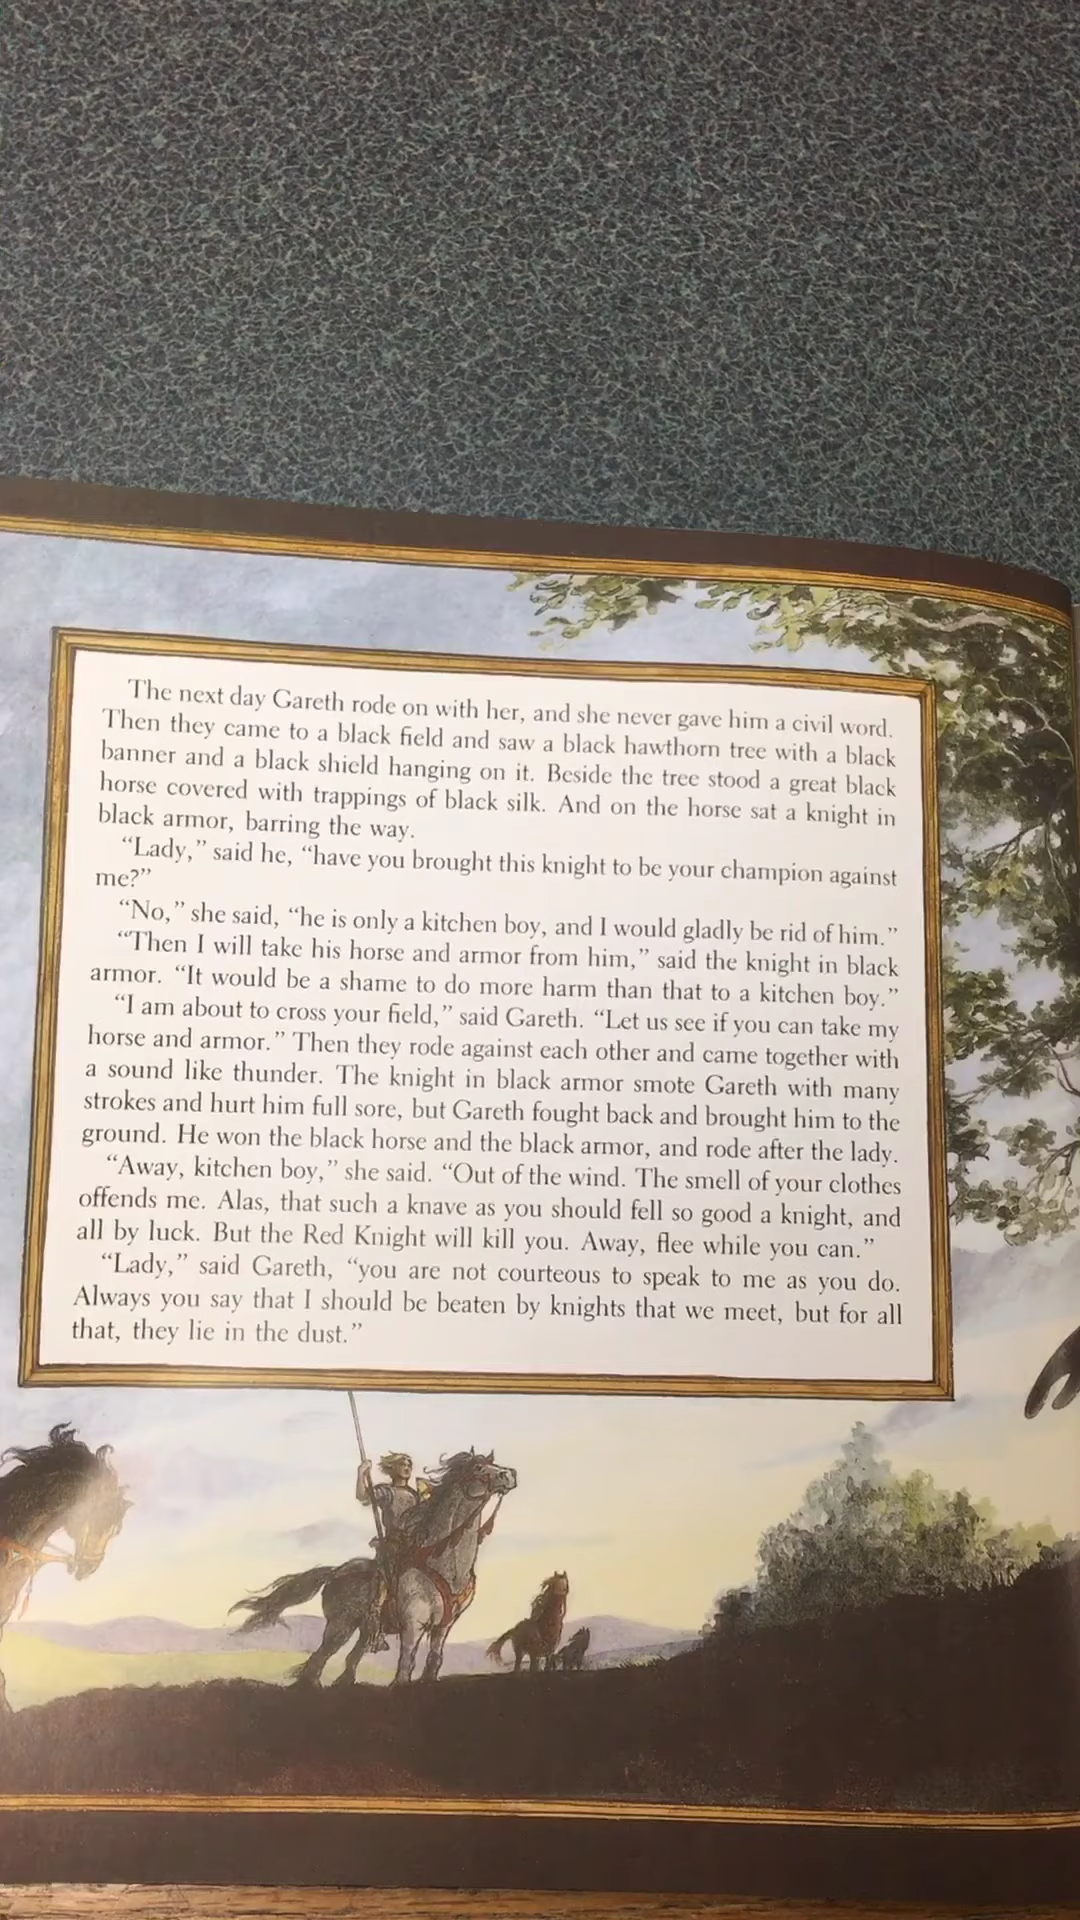 The next day Gareth rode on with her, and she never gave him a civil word.
Then they came to a black field and saw a black hawthorn tree with a black
banner and a black shield hanging on it. Beside the tree stood a great black
horse covered with trappings of black silk. And on the horse sat a knight in
black armor, barring the way.
“Lady,” said he, “have you brought this knight to be your champion against
me?”
“No,” she said, “he is only a kitchen boy, and I would gladly be rid of him.”
“Then I will take his horse and armor from him,” said the knight in black
armor. “It would be a shame to do more harm than that to a kitchen boy.”
“I am about to cross your field,” said Gareth. “Let us see if you can take my
horse and armor.” Then they rode against each other and came together with
a sound like thunder. The knight in black armor smote Gareth with many
strokes and hurt him full sore, but Gareth fought back and brought him to the
ground. He won the black horse and the black armor, and rode after the lady.
“Away, kitchen boy,” she said. “Out of the wind. The smell of your clothes
offends me. Alas, that such a knave as you should fell so good a knight, and
all by luck. But the Red Knight will kill you. Away, flee while you can.”
“Lady,” said Gareth, “you are not courteous to speak to me as you do.
Always you say that I should be beaten by knights that we meet, but for all
that, they lie in the dust.”